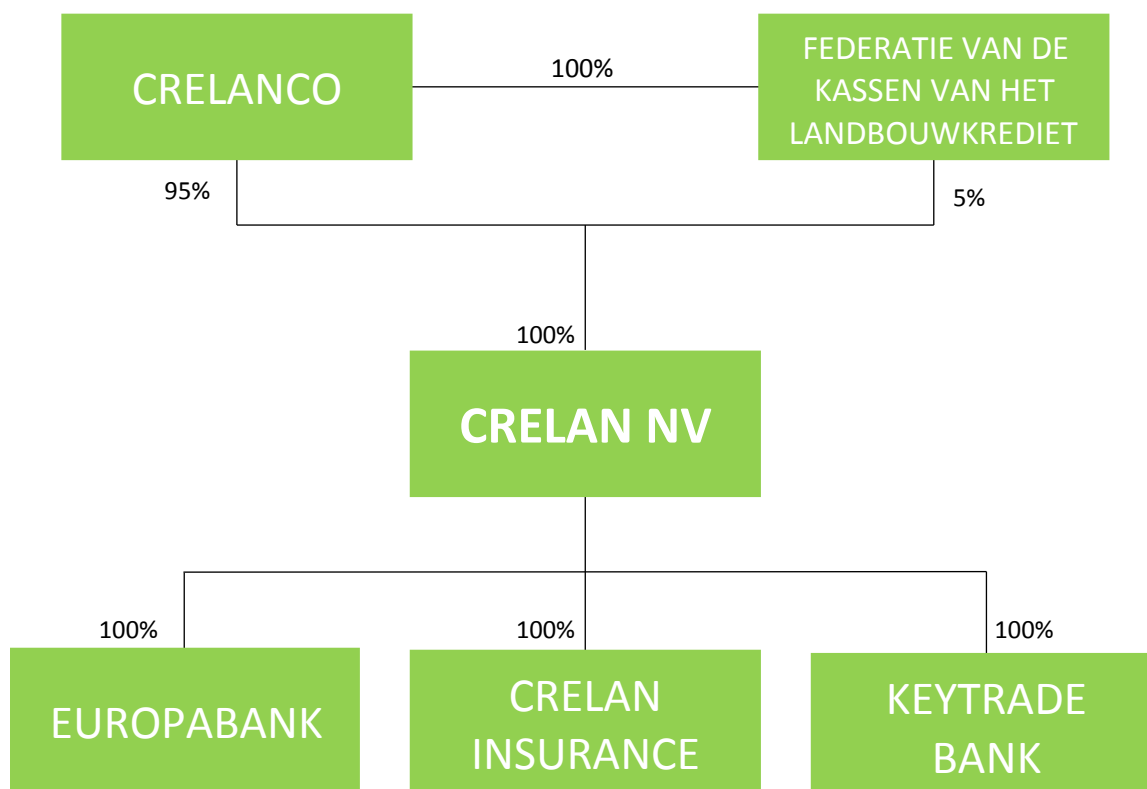 CRELANCO
100%
FEDERATIE VAN DE
KASSEN VAN HET
LANDBOUWKREDIET
95%
5%
100%
CRELAN NV
100%
100%
100%
EUROPABANK
CRELAN
INSURANCE
KEYTRADE
BANK